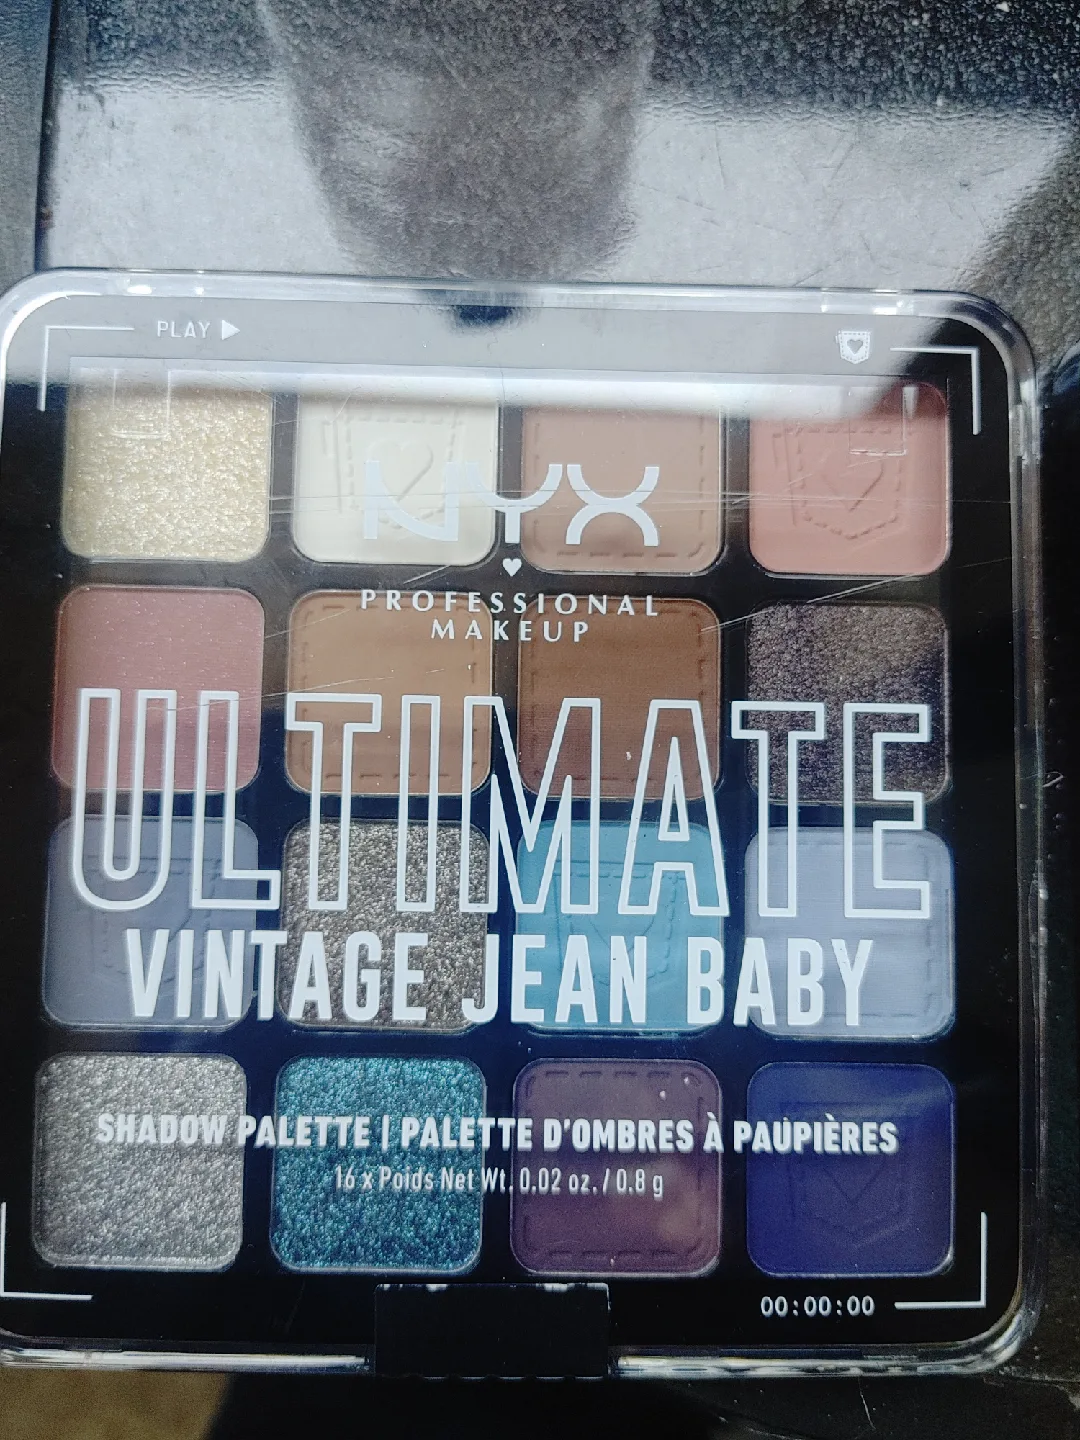 PLAY
NYX
PROFESSIONAL
MAKEUP
ULTIMATE
VINTAGE JEAN BABY
SHADOW PALETTE | PALETTE D'OMBRES À PAUPIÈRES
16 x Poids Net Wt. 0.02 oz. / 0.8 g
00:00:00